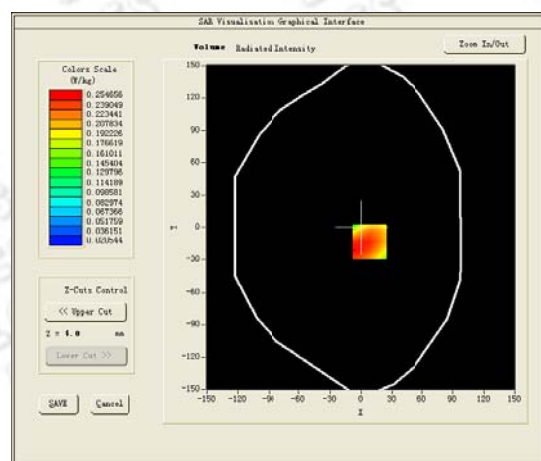 SAR Visualisation Graphical Interface
Volume Radiated Intensity
Zoom In/Out
Colors Scale
(W/kg)
0.254656
0.239049
0.223441
0.207834
0.192226
0.176619
0.161011
0.145404
0.129796
0.114189
0.098581
0.082974
0.067366
0.051759
0.036151
0.020544
150
120
90
60
30
0
-30
-60
-90
-120
-150
Y
-150 -120 -90 -60 -30 0 30 60 90 120 150
X
Z-Cuts Control
<< Upper Cut
Z = 4.0 mm
Lower Cut >>
SAVE Cancel